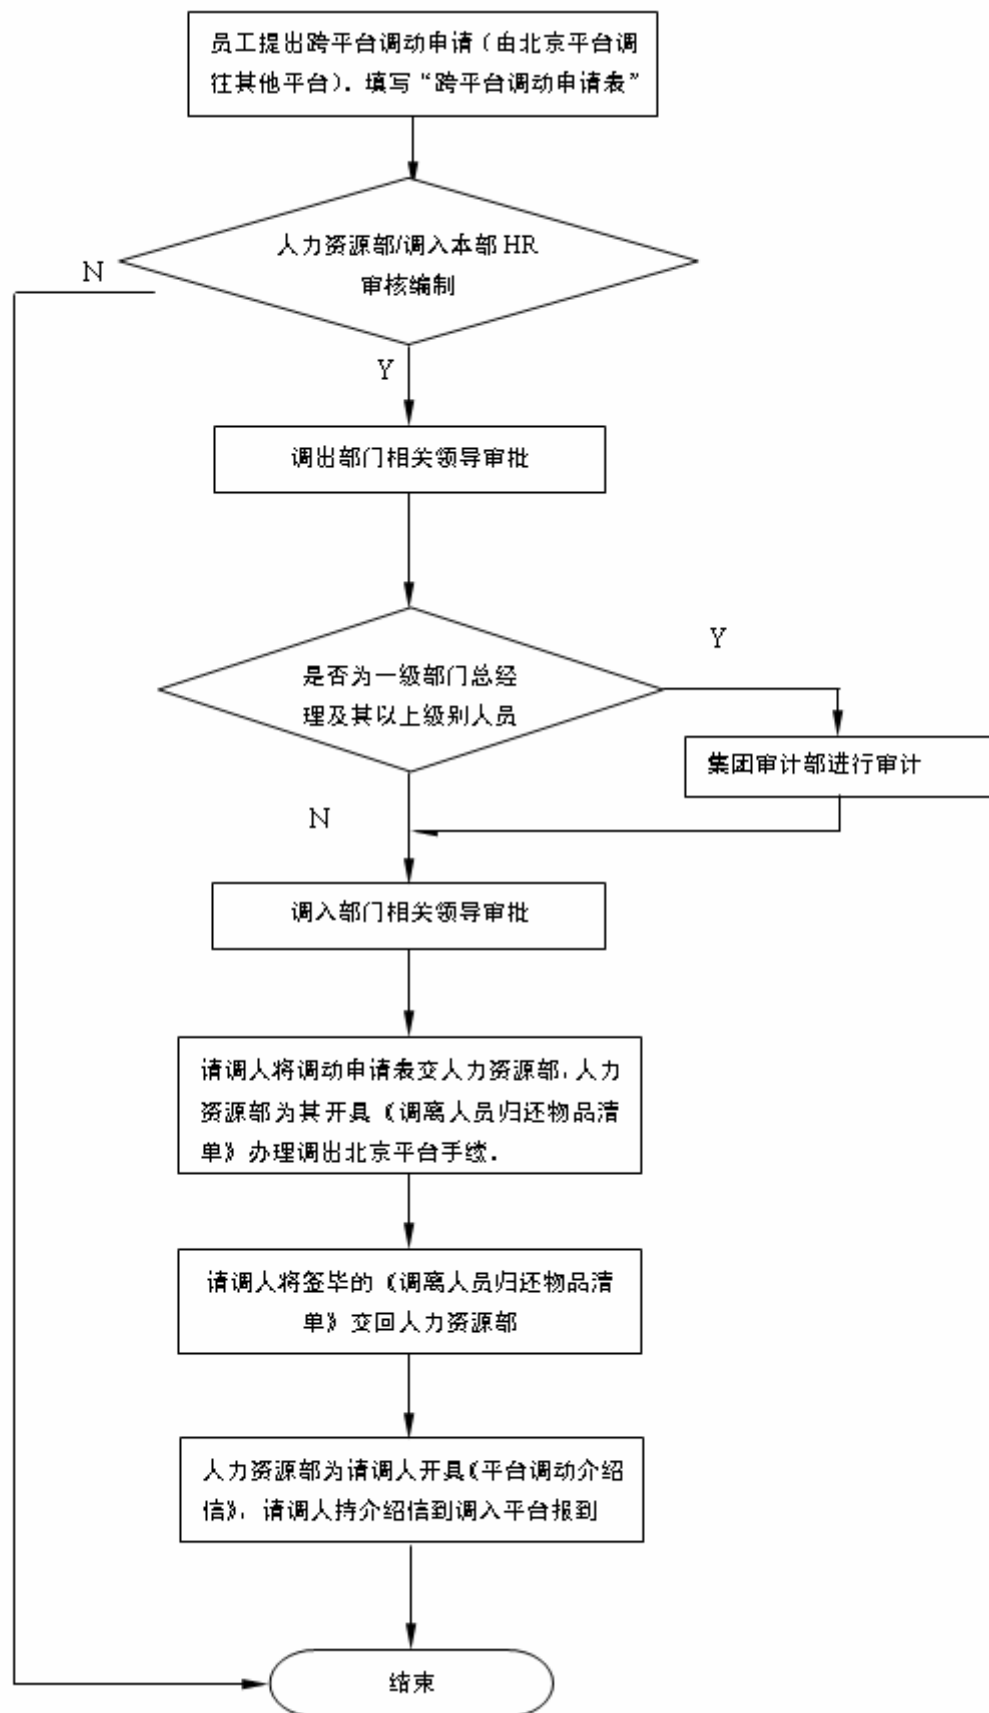 员工提出跨平台调动申请（由北京平台调
往其他平台）．填写“跨平台调动申请表”
人力资源部/调入本部 HR
审核编制
N
Y
调出部门相关领导审批
Y
是否为一级部门总经
理及其以上级别人员
集团审计部进行审计
N
调入部门相关领导审批
请调人将调动申请表交人力资源部，人力
资源部为其开具《调离人员归还物品清
单》办理调出北京平台手续．
请调人将签毕的《调离人员归还物品清
单》交回人力资源部
人力资源部为请调人开具《平台调动介绍
信》，请调人持介绍信到调入平台报到
结束